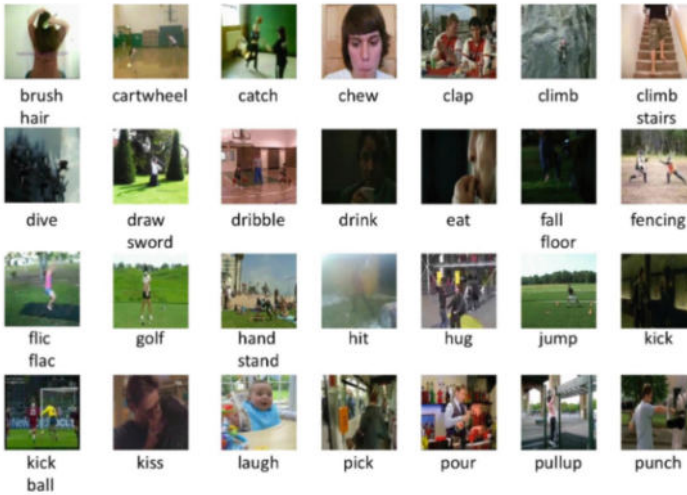 brush hair
cartwheel
catch
chew
clap
climb
climb stairs
dive
draw sword
dribble
drink
eat
fall floor
fencing
flic flac
golf
hand stand
hit
hug
jump
kick
kick ball
kiss
laugh
pick
pour
pullup
punch